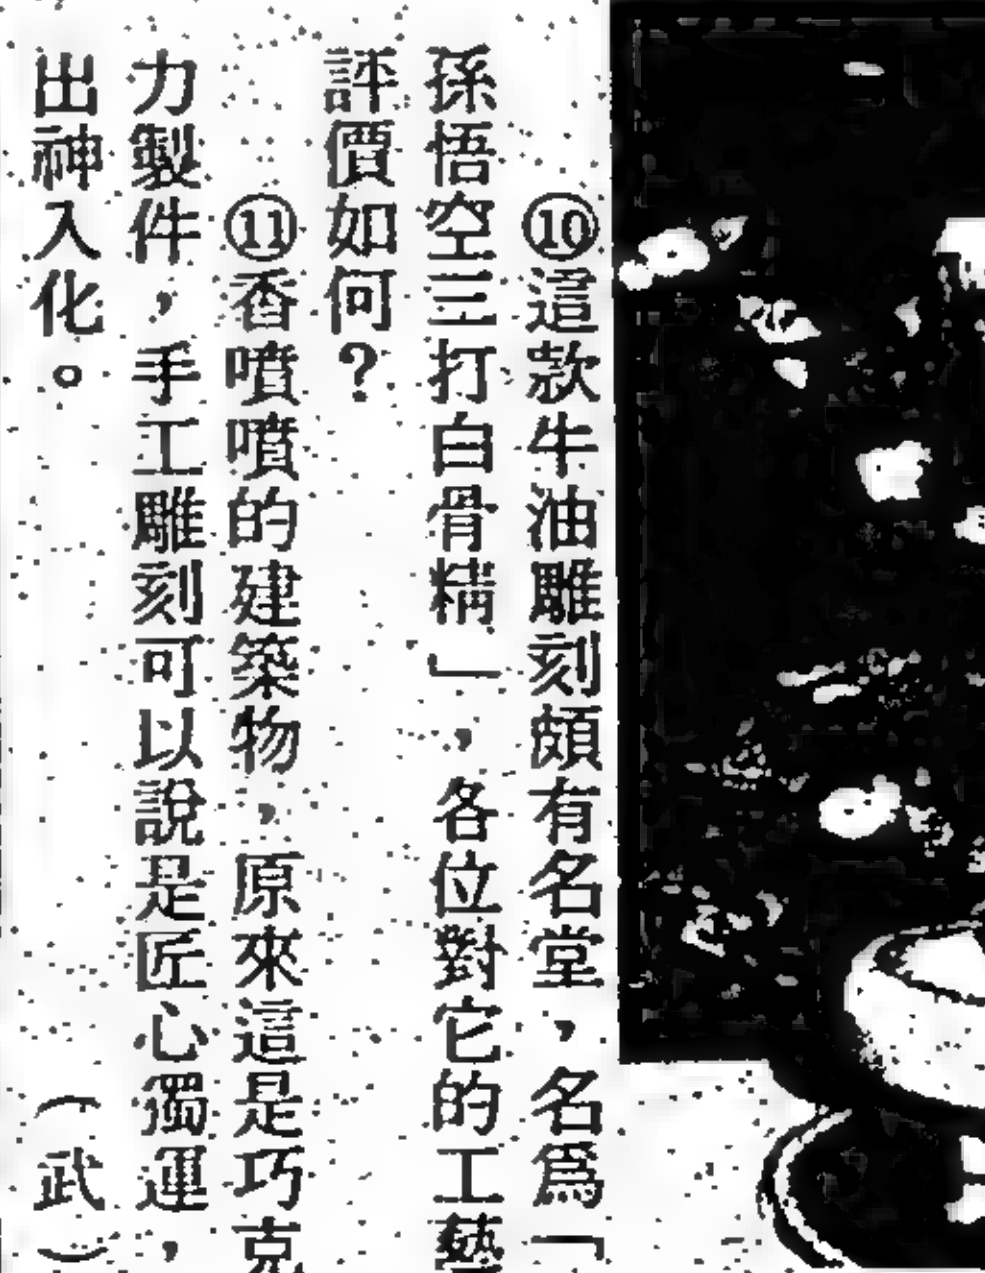 ⑩這款牛油雕刻頗有名堂，名爲「
孫悟空三打白骨精」，各位對它的工藝
評價如何？
⑪香噴噴的建築物，原來這是巧克
力製件，手工雕刻可以說是匠心獨運，
出神入化。（武）